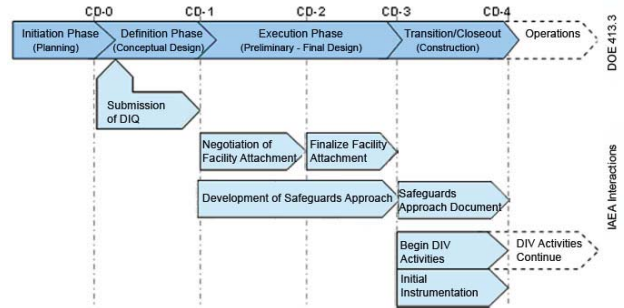 CD-0 CD-1 CD-2 CD-3 CD-4
Initiation Phase
(Planning)
Definition Phase
(Conceptual Design)
Execution Phase
(Preliminary - Final Design)
Transition/Closeout
(Construction)
Operations
DOE 413.3
Submission
of DIQ
Negotiation of
Facility Attachment
Finalize Facility
Attachment
Development of Safeguards Approach
Safeguards
Approach Document
IAEA Interactions
Begin DIV
Activities
DIV Activities
Continue
Initial
Instrumentation